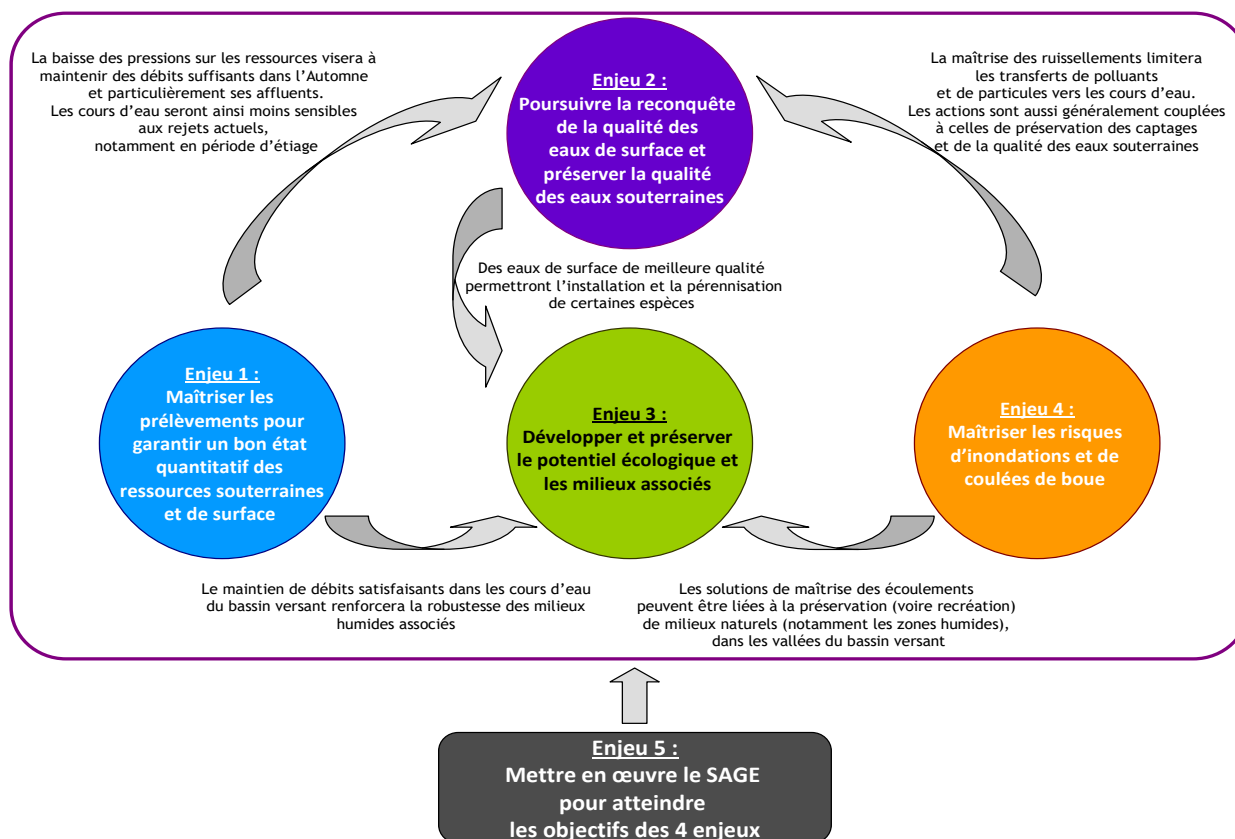 La baisse des pressions sur les ressources visera à
maintenir des débits suffisants dans l’Automne
et particulièrement ses affluents.
Les cours d’eau seront ainsi moins sensibles
aux rejets actuels,
notamment en période d’étiage
Enjeu 2 :
Poursuivre la reconquête
de la qualité des
eaux de surface et
préserver la qualité
des eaux souterraines
La maîtrise des ruissellements limitera
les transferts de polluants
et de particules vers les cours d’eau.
Les actions sont aussi généralement couplées
à celles de préservation des captages
et de la qualité des eaux souterraines
Des eaux de surface de meilleure qualité
permettront l’installation et la pérennisation
de certaines espèces
Enjeu 1 :
Maîtriser les
prélèvements pour
garantir un bon état
quantitatif des
ressources souterraines
et de surface
Enjeu 3 :
Développer et préserver
le potentiel écologique et
les milieux associés
Enjeu 4 :
Maîtriser les risques
d’inondations et de
coulées de boue
Le maintien de débits satisfaisants dans les cours d’eau
du bassin versant renforcera la robustesse des milieux
humides associés
Les solutions de maîtrise des écoulements
peuvent être liées à la préservation (voire recréation)
de milieux naturels (notamment les zones humides),
dans les vallées du bassin versant
Enjeu 5 :
Mettre en œuvre le SAGE
pour atteindre
les objectifs des 4 enjeux